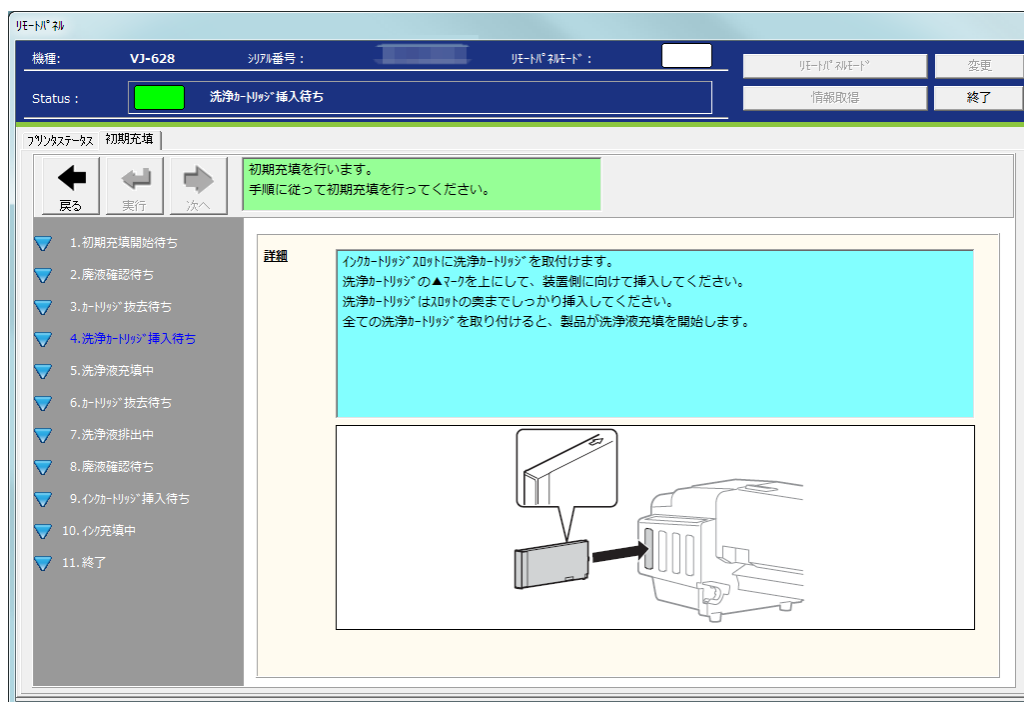 ﾘﾓｰﾄﾊﾟﾈﾙ
機種: VJ-628 ｼﾘｱﾙ番号： ﾘﾓｰﾄﾊﾟﾈﾙﾓｰﾄﾞ：
ﾘﾓｰﾄﾊﾟﾈﾙﾓｰﾄﾞ 変更
Status： 洗浄ｶｰﾄﾘｯｼﾞ挿入待ち
情報取得 終了
ﾌﾟﾘﾝﾀｽﾃｰﾀｽ 初期充填
戻る 実行 次へ
初期充填を行います。
手順に従って初期充填を行ってください。
1.初期充填開始待ち
2.廃液確認待ち
3.ｶｰﾄﾘｯｼﾞ抜去待ち
4.洗浄ｶｰﾄﾘｯｼﾞ挿入待ち
5.洗浄液充填中
6.ｶｰﾄﾘｯｼﾞ抜去待ち
7.洗浄液排出中
8.廃液確認待ち
9.ｲﾝｸｶｰﾄﾘｯｼﾞ挿入待ち
10.ｲﾝｸ充填中
11.終了
詳細
ｲﾝｸｶｰﾄﾘｯｼﾞｽﾛｯﾄに洗浄ｶｰﾄﾘｯｼﾞを取付けます。
洗浄ｶｰﾄﾘｯｼﾞの▲ﾏｰｸを上にして、装置側に向けて挿入してください。
洗浄ｶｰﾄﾘｯｼﾞはｽﾛｯﾄの奥までしっかり挿入してください。
全ての洗浄ｶｰﾄﾘｯｼﾞを取り付けると、製品が洗浄液充填を開始します。